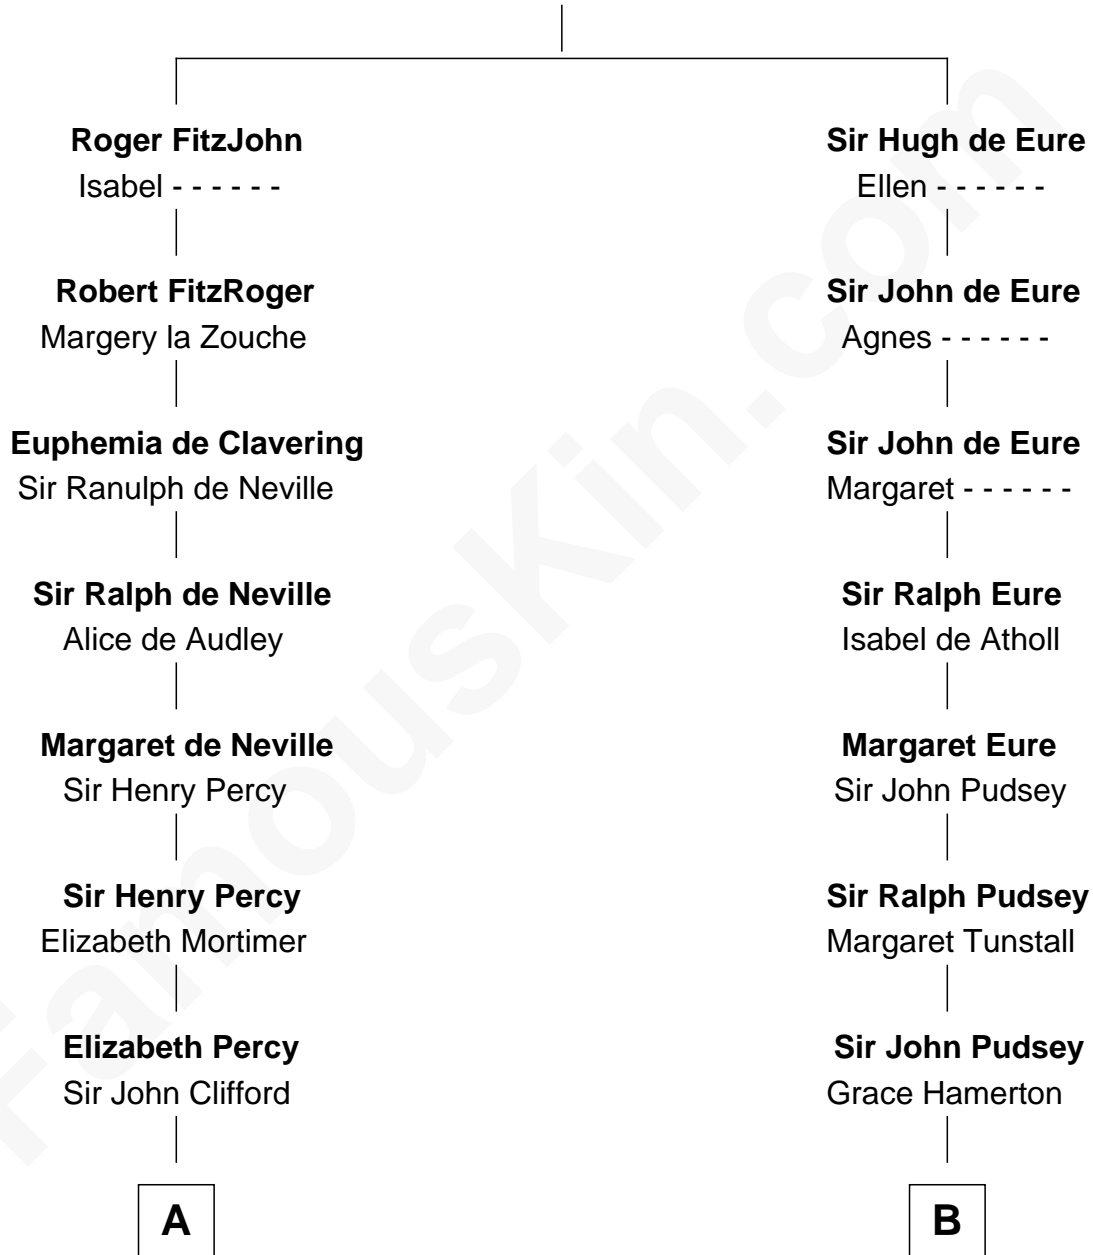 Roger FitzJohn
Isabel - - - - - -
Robert FitzRoger
Margery la Zouche
Euphemia de Clavering
Sir Ranulph de Neville
Sir Ralph de Neville
Alice de Audley
Margaret de Neville
Sir Henry Percy
Sir Henry Percy
Elizabeth Mortimer
Elizabeth Percy
Sir John Clifford
A
Sir Hugh de Eure
Ellen - - - - - -
Sir John de Eure
Agnes - - - - - -
Sir John de Eure
Margaret - - - - - -
Sir Ralph Eure
Isabel de Atholl
Margaret Eure
Sir John Pudsey
Sir Ralph Pudsey
Margaret Tunstall
Sir John Pudsey
Grace Hamerton
B
FamousKin.com